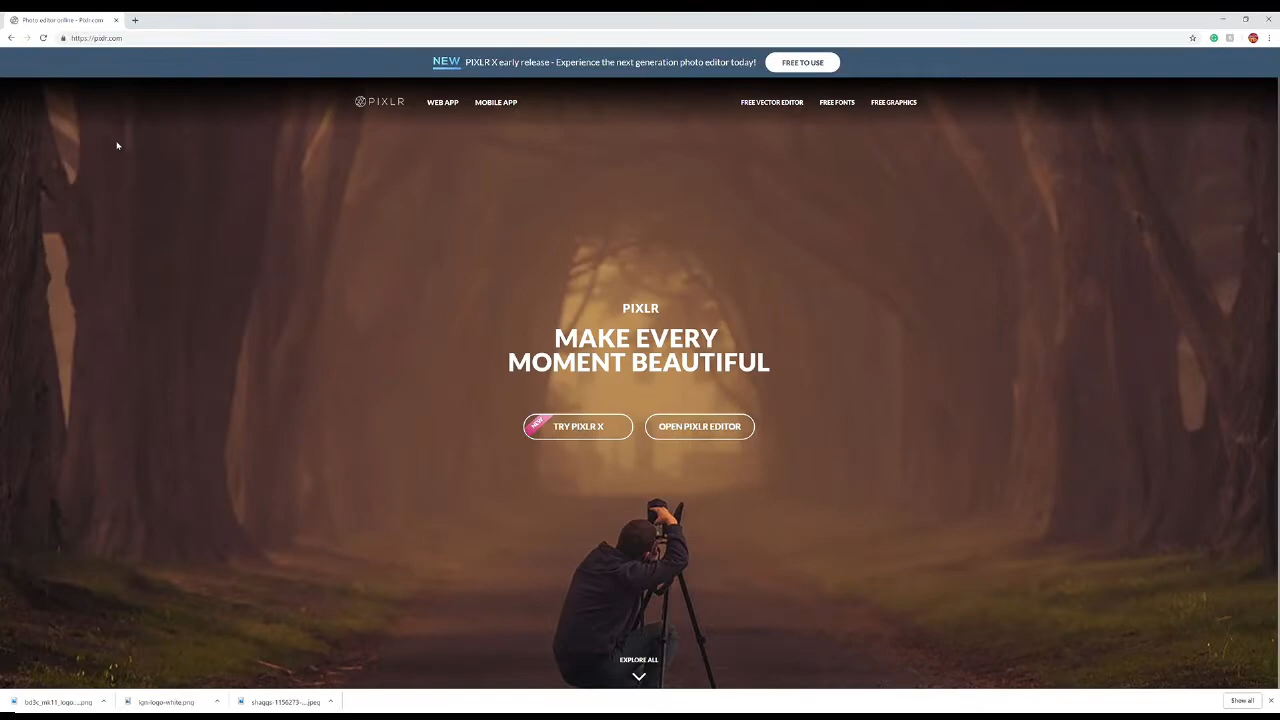 Photo editor online - Pixlr.com
https://pixlr.com
NEW PIXLR X early release - Experience the next generation photo editor today! FREE TO USE
PIXLR WEB APP MOBILE APP FREE VECTOR EDITOR FREE FONTS FREE GRAPHICS
PIXLR
MAKE EVERY
MOMENT BEAUTIFUL
NEW TRY PIXLR X OPEN PIXLR EDITOR
EXPLORE ALL
bd3c_mk11_logo....png ign-logo-white.png shaggs-1156273-...jpeg Show all